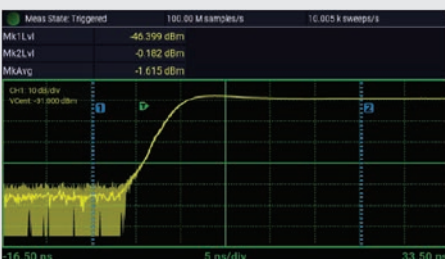 Meas State: Triggered 100.00 M samples/s 10.005 k sweeps/s
Mk1Lvl -46.399 dBm
Mk2Lvl -0.182 dBm
MkAvg -1.615 dBm
CH1: 10 dB/div
VCent: -31.000 dBm
1 2
-16.50 ns 5 ns/div 33.50 ns